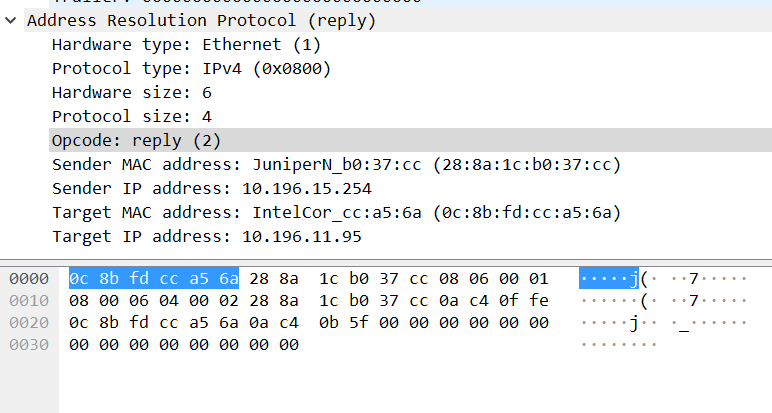 Address Resolution Protocol (reply)
Hardware type: Ethernet (1)
Protocol type: IPv4 (0x0800)
Hardware size: 6
Protocol size: 4
Opcode: reply (2)
Sender MAC address: JuniperN_b0:37:cc (28:8a:1c:b0:37:cc)
Sender IP address: 10.196.15.254
Target MAC address: IntelCor_cc:a5:6a (0c:8b:fd:cc:a5:6a)
Target IP address: 10.196.11.95
0000 0c 8b fd cc a5 6a 28 8a 1c b0 37 cc 08 06 00 01 ·····j(· ··7·····
0010 08 00 06 04 00 02 28 8a 1c b0 37 cc 0a c4 0f fe ······(· ··7·····
0020 0c 8b fd cc a5 6a 0a c4 0b 5f 00 00 00 00 00 00 ·····j·· ·_······
0030 00 00 00 00 00 00 00 00 ········